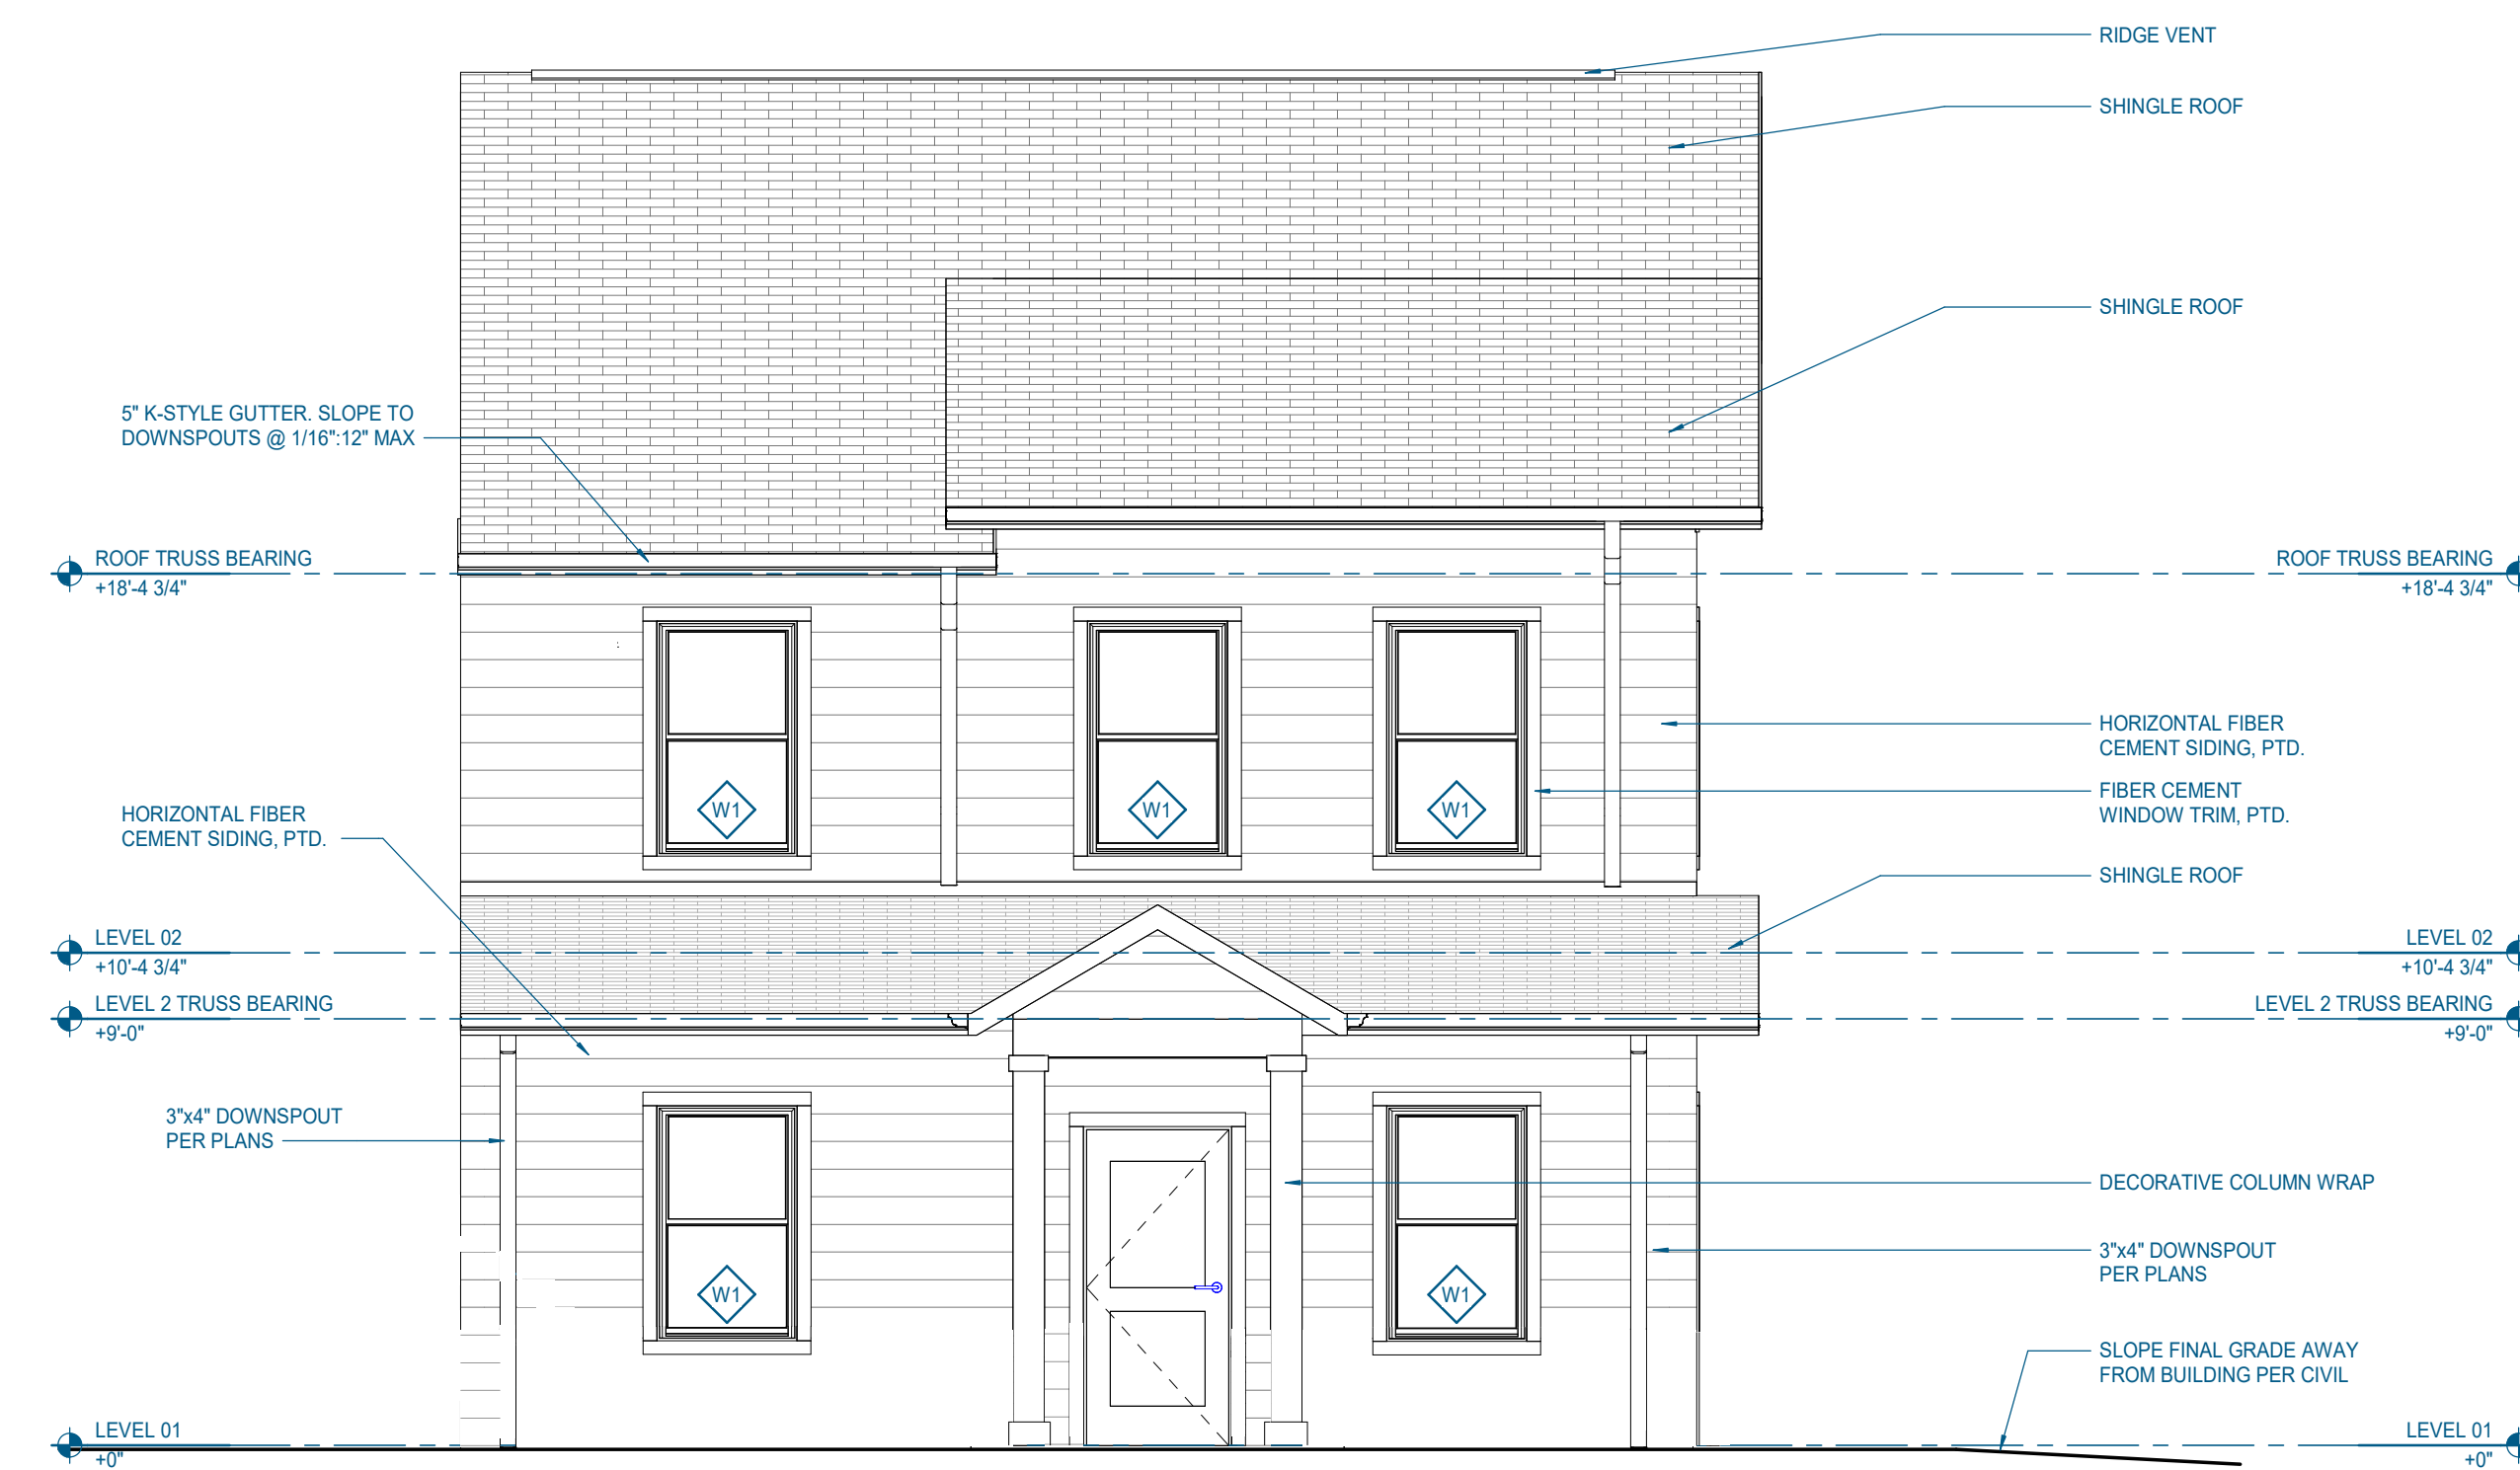 RIDGE VENT
SHINGLE ROOF
SHINGLE ROOF
5" K-STYLE GUTTER. SLOPE TO
DOWNSPOUTS @ 1/16":12" MAX
ROOF TRUSS BEARING
+18'-4 3/4"
ROOF TRUSS BEARING
+18'-4 3/4"
HORIZONTAL FIBER
CEMENT SIDING, PTD.
FIBER CEMENT
WINDOW TRIM, PTD.
W1
W1
W1
HORIZONTAL FIBER
CEMENT SIDING, PTD.
SHINGLE ROOF
LEVEL 02
+10'-4 3/4"
LEVEL 02
+10'-4 3/4"
LEVEL 2 TRUSS BEARING
+9'-0"
LEVEL 2 TRUSS BEARING
+9'-0"
3"x4" DOWNSPOUT
PER PLANS
DECORATIVE COLUMN WRAP
3"x4" DOWNSPOUT
PER PLANS
W1
W1
SLOPE FINAL GRADE AWAY
FROM BUILDING PER CIVIL
LEVEL 01
+0"
LEVEL 01
+0"